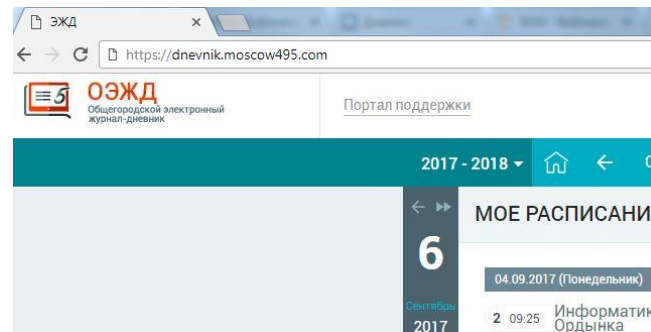 ЭЖД
https://dnevnik.moscow495.com
5
ОЭЖД
Общегородской электронный
журнал-дневник
Портал поддержки
2017 - 2018
МОЕ РАСПИСАНИ
6
Сентябрь
2017
04.09.2017 (Понедельник)
2 09:25 Информатик
Ордынка